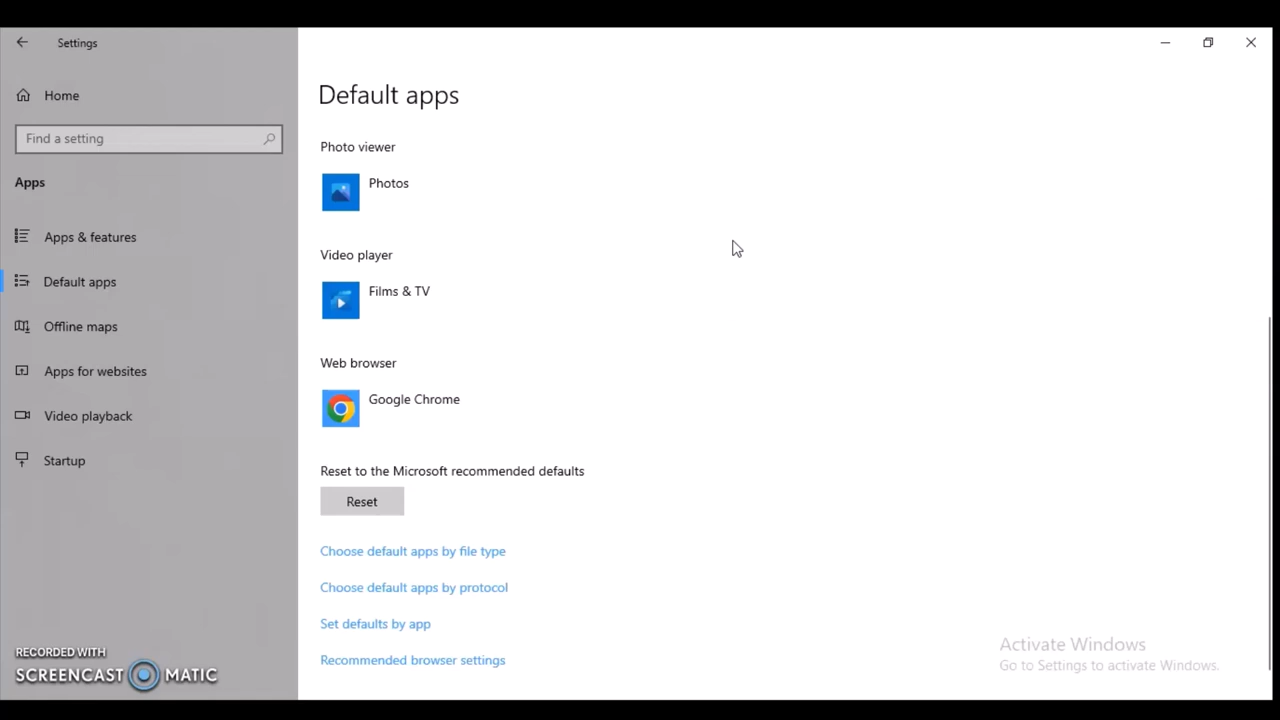 Settings
Home
Find a setting
Apps
Apps & features
Default apps
Offline maps
Apps for websites
Video playback
Startup
RECORDED WITH
SCREENCAST MATIC
Default apps
Photo viewer
Photos
Video player
Films & TV
Web browser
Google Chrome
Reset to the Microsoft recommended defaults
Reset
Choose default apps by file type
Choose default apps by protocol
Set defaults by app
Recommended browser settings
Activate Windows
Go to Settings to activate Windows.